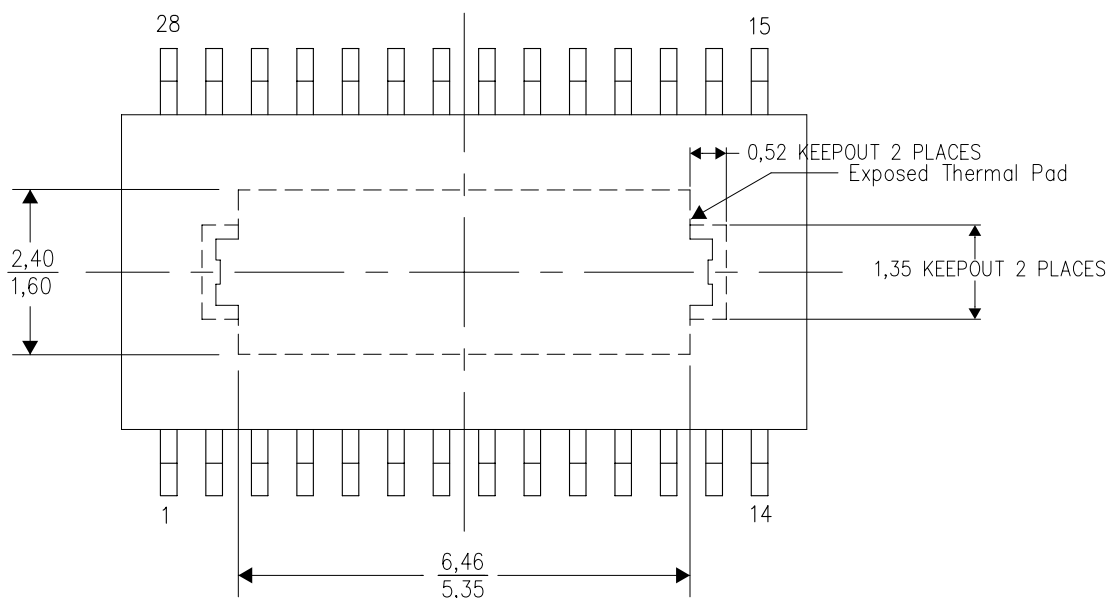 28
15
0,52 KEEPOUT 2 PLACES
Exposed Thermal Pad
2,40
1,60
1,35 KEEPOUT 2 PLACES
1
14
6,46
5,35